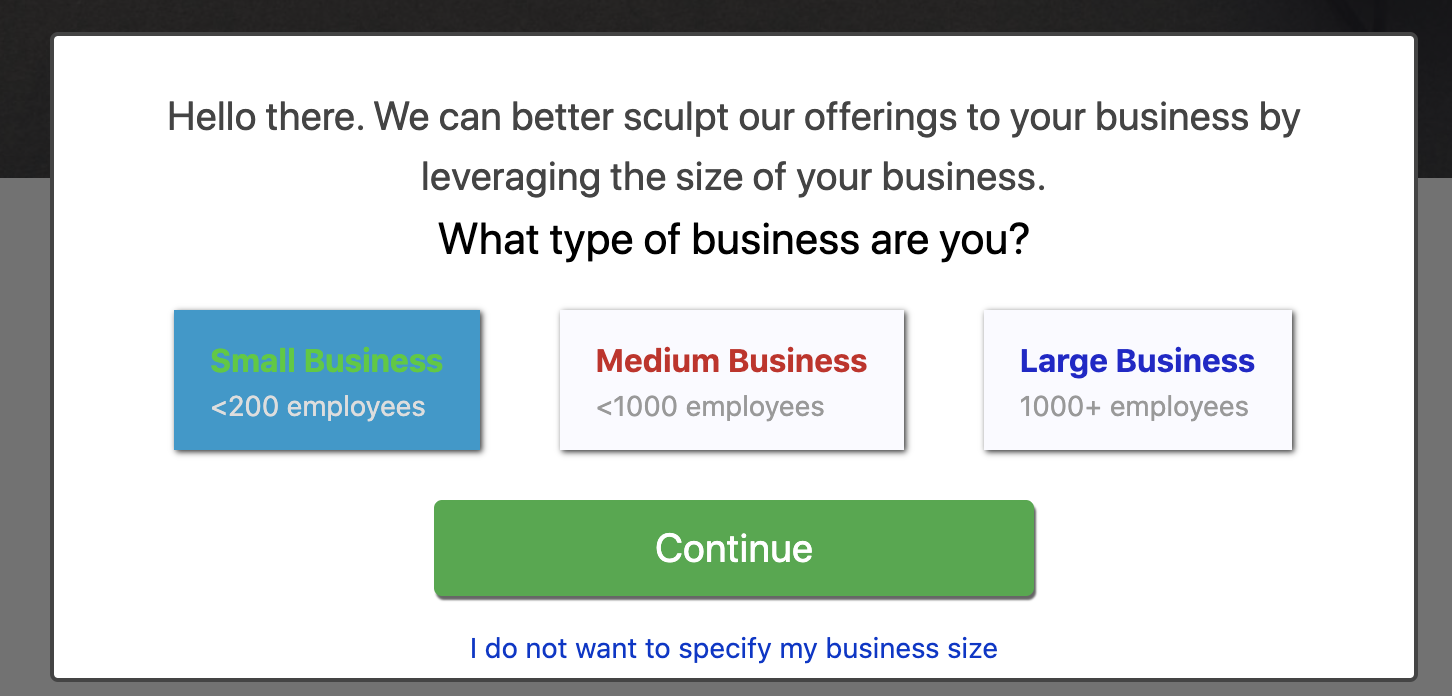 Hello there. We can better sculpt our offerings to your business by
leveraging the size of your business.
What type of business are you?
Small Business
<200 employees
Medium Business
<1000 employees
Large Business
1000+ employees
Continue
I do not want to specify my business size